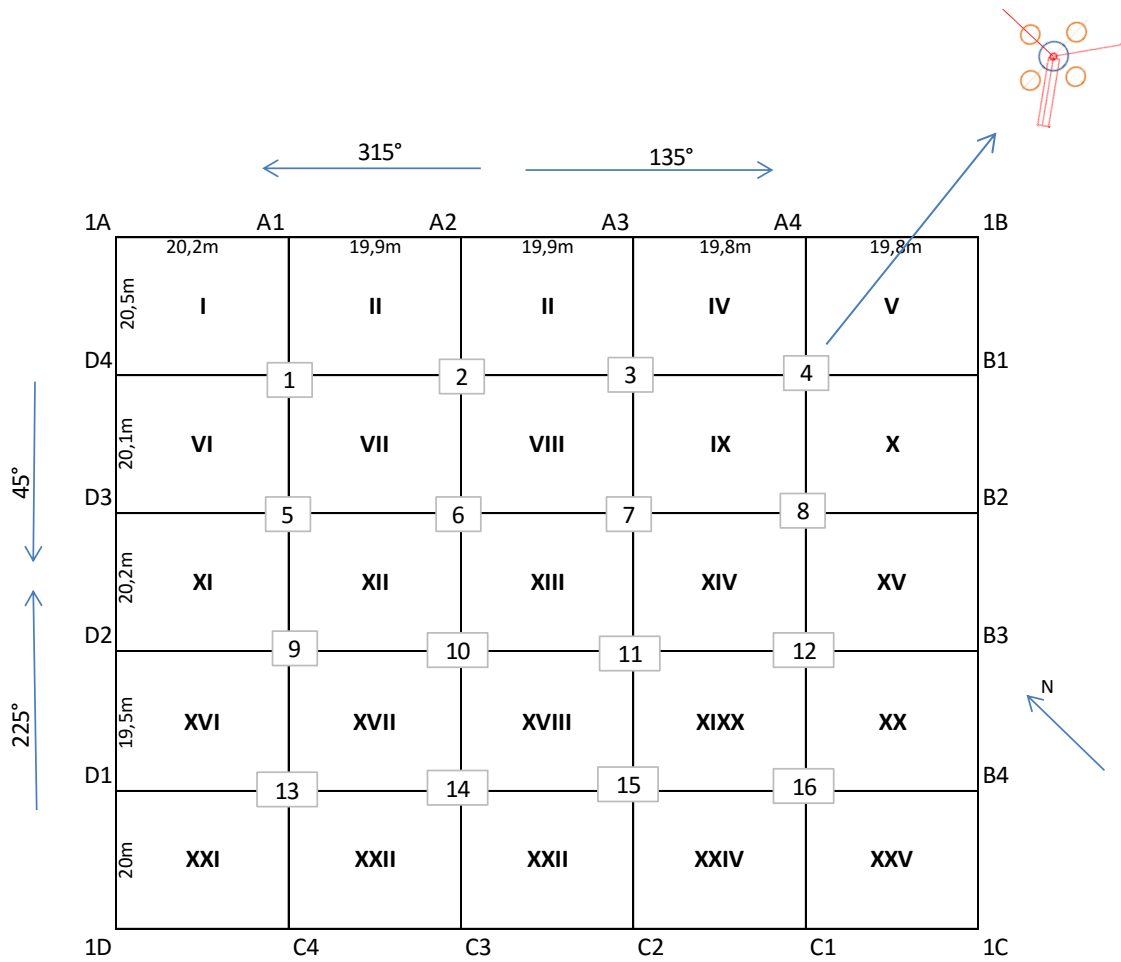 315° 135°
1A A1 A2 A3 A4 1B
20,2m 19,9m 19,9m 19,8m 19,8m
20,5m
I II II IV V
D4 1 2 3 4 B1
20,1m
VI VII VIII IX X
45°
D3 5 6 7 8 B2
20,2m
XI XII XIII XIV XV
D2 9 10 11 12 B3
N
225°
19,5m
XVI XVII XVIII XIXX XX
D1 13 14 15 16 B4
20m
XXI XXII XXII XXIV XXV
1D C4 C3 C2 C1 1C